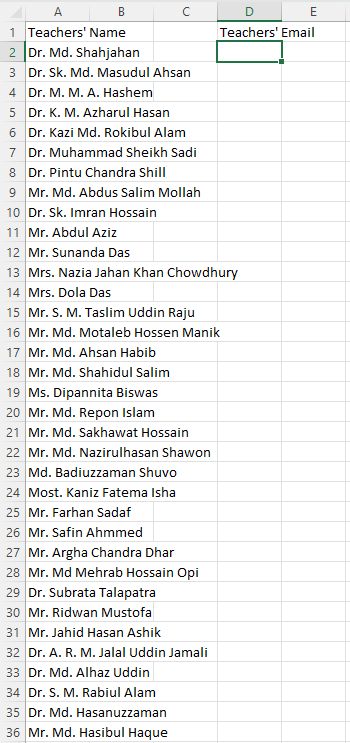 A B C D E
1 Teachers' Name Teachers' Email
2 Dr. Md. Shahjahan
3 Dr. Sk. Md. Masudul Ahsan
4 Dr. M. M. A. Hashem
5 Dr. K. M. Azharul Hasan
6 Dr. Kazi Md. Rokibul Alam
7 Dr. Muhammad Sheikh Sadi
8 Dr. Pintu Chandra Shill
9 Mr. Md. Abdus Salim Mollah
10 Dr. Sk. Imran Hossain
11 Mr. Abdul Aziz
12 Mr. Sunanda Das
13 Mrs. Nazia Jahan Khan Chowdhury
14 Mrs. Dola Das
15 Mr. S. M. Taslim Uddin Raju
16 Mr. Md. Motaleb Hossen Manik
17 Mr. Md. Ahsan Habib
18 Mr. Md. Shahidul Salim
19 Ms. Dipannita Biswas
20 Mr. Md. Repon Islam
21 Mr. Md. Sakhawat Hossain
22 Mr. Md. Nazirulhasan Shawon
23 Md. Badiuzzaman Shuvo
24 Most. Kaniz Fatema Isha
25 Mr. Farhan Sadaf
26 Mr. Safin Ahmmed
27 Mr. Argha Chandra Dhar
28 Mr. Md Mehrab Hossain Opi
29 Dr. Subrata Talapatra
30 Mr. Ridwan Mustofa
31 Mr. Jahid Hasan Ashik
32 Dr. A. R. M. Jalal Uddin Jamali
33 Dr. Md. Alhaz Uddin
34 Dr. S. M. Rabiul Alam
35 Dr. Md. Hasanuzzaman
36 Mr. Md. Hasibul Haque